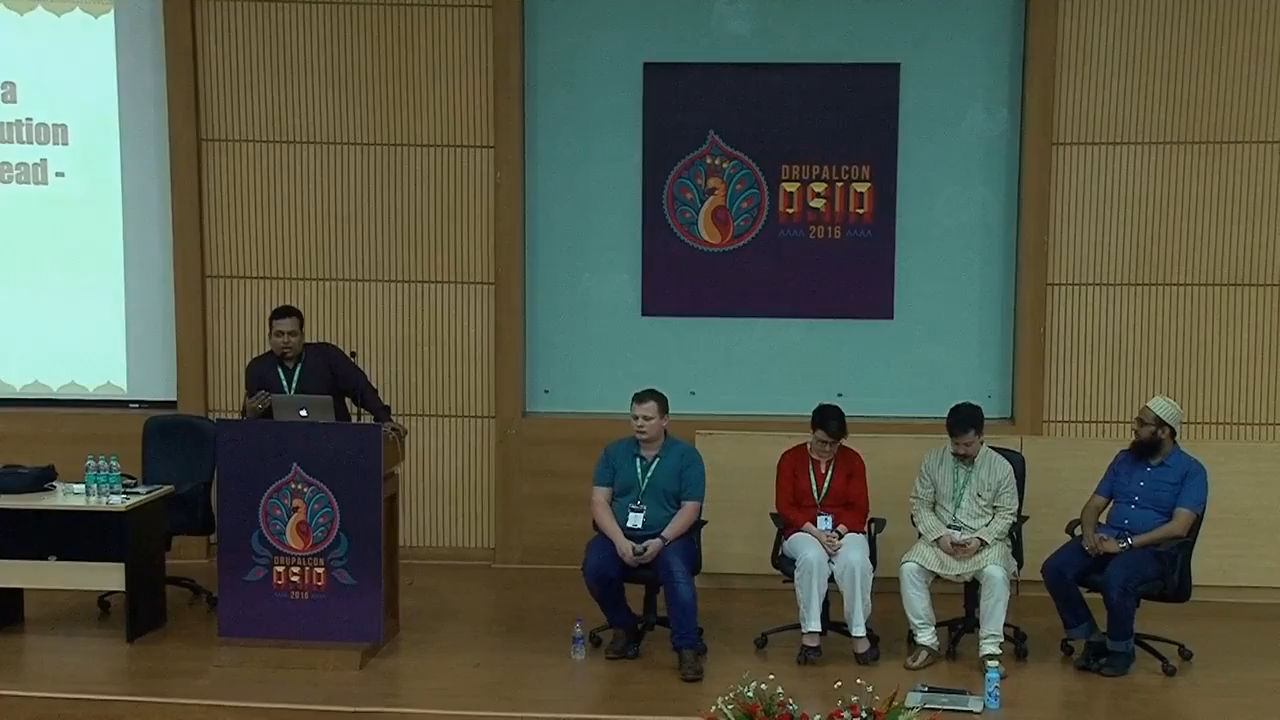 a
ution
ead -
DRUPALCON
ASIA
2016
DRUPALCON
ASIA
2016